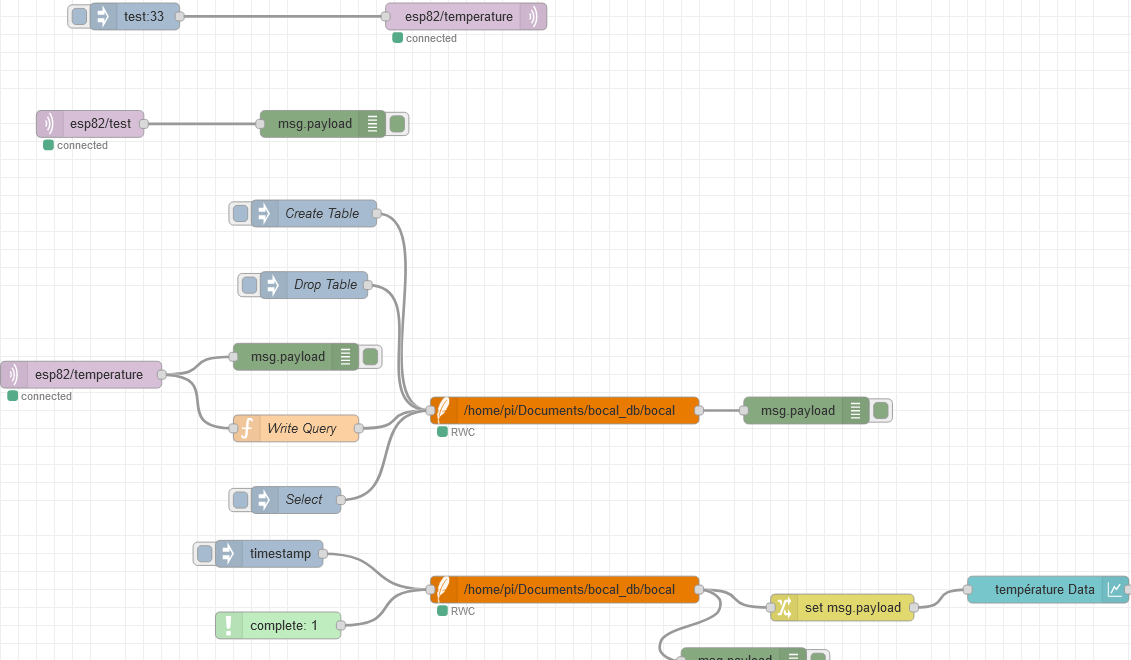 test:33
esp82/temperature
connected
esp82/test
msg.payload
connected
Create Table
Drop Table
msg.payload
esp82/temperature
connected
/home/pi/Documents/bocal_db/bocal
msg.payload
Write Query
RWC
Select
timestamp
/home/pi/Documents/bocal_db/bocal
température Data
set msg.payload
RWC
complete: 1
msg.payload